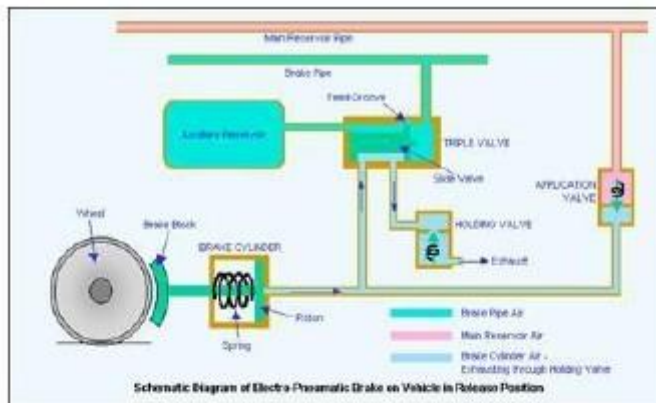 Main Reservoir Pipe
Brake Pipe
Feed Groove
Auxiliary Reservoir
TRIPLE VALVE
Slide Valve
APPLICATION
VALVE
Wheel
Brake Block
HOLDING VALVE
BRAKE CYLINDER
Exhaust
Piston
Spring
Brake Pipe Air
Main Reservoir Air
Brake Cylinder Air -
Exhausting through Holding Valve
Schematic Diagram of Electro-Pneumatic Brake on Vehicle in Release Position